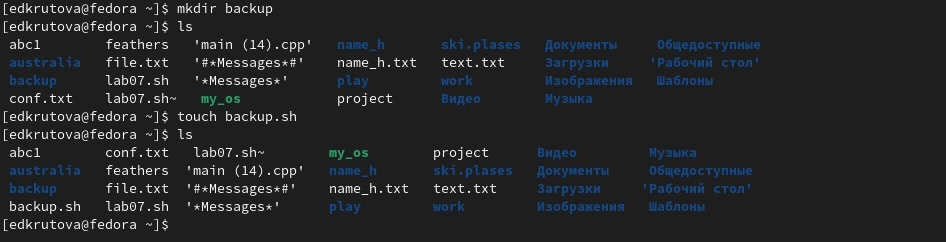 [edkrutova@fedora ~]$ mkdir backup
[edkrutova@fedora ~]$ ls
abc1 feathers 'main (14).cpp' name_h ski.plases Документы Общедоступные
australia file.txt '#*Messages*#' name_h.txt text.txt Загрузки 'Рабочий стол'
backup lab07.sh '*Messages*' play work Изображения Шаблоны
conf.txt lab07.sh~ my_os project Видео Музыка
[edkrutova@fedora ~]$ touch backup.sh
[edkrutova@fedora ~]$ ls
abc1 conf.txt lab07.sh~ my_os project Видео Музыка
australia feathers 'main (14).cpp' name_h ski.plases Документы Общедоступные
backup file.txt '#*Messages*#' name_h.txt text.txt Загрузки 'Рабочий стол'
backup.sh lab07.sh '*Messages*' play work Изображения Шаблоны
[edkrutova@fedora ~]$